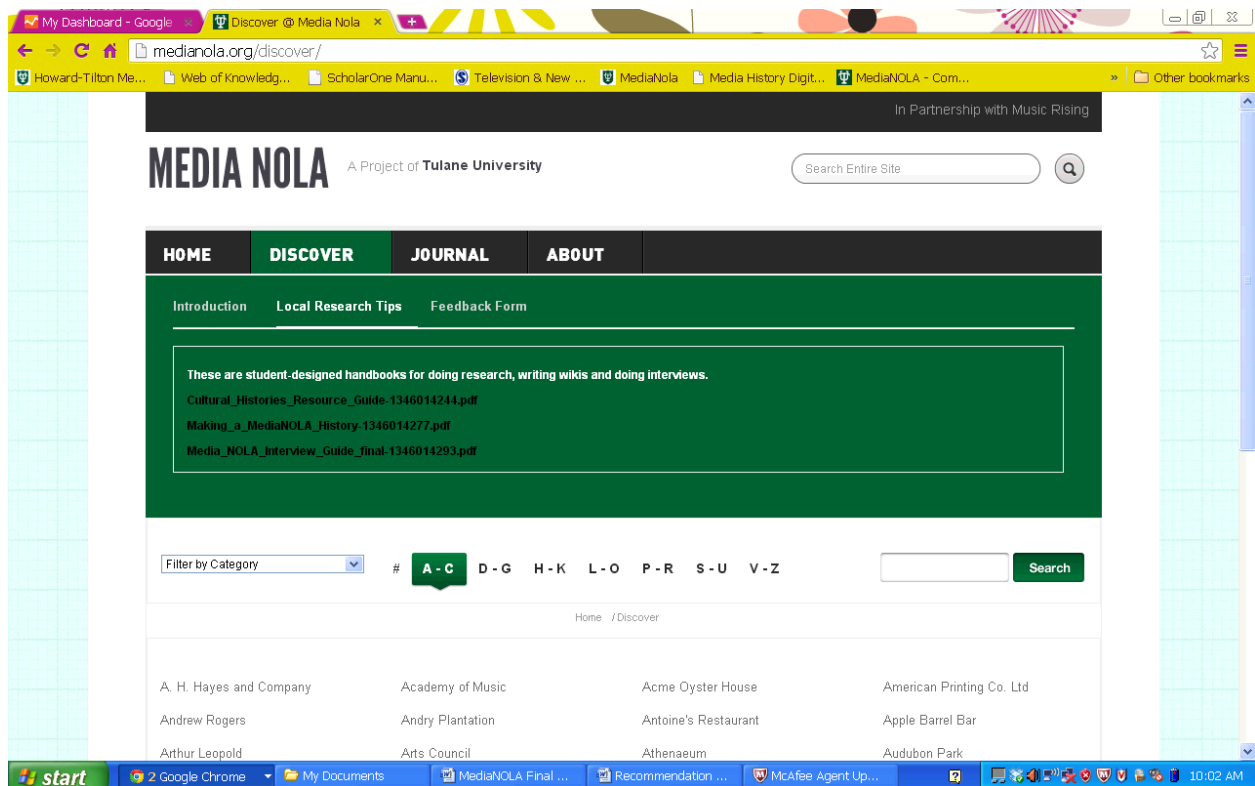 My Dashboard - Google
Discover @ Media Nola
medianola.org/discover/
Howard-Tilton Me...
Web of Knowledg...
ScholarOne Manu...
Television & New ...
MediaNola
Media History Digit...
MediaNOLA - Com...
»
Other bookmarks
In Partnership with Music Rising
MEDIA NOLA
A Project of Tulane University
Search Entire Site
HOME
DISCOVER
JOURNAL
ABOUT
Introduction
Local Research Tips
Feedback Form
These are student-designed handbooks for doing research, writing wikis and doing interviews.
Cultural_Histories_Resource_Guide-1346014244.pdf
Making_a_MediaNOLA_History-1346014277.pdf
Media_NOLA_Interview_Guide_final-1346014293.pdf
Filter by Category
# A - C D - G H - K L - O P - R S - U V - Z
Search
Home / Discover
A. H. Hayes and Company
Academy of Music
Acme Oyster House
American Printing Co. Ltd
Andrew Rogers
Andry Plantation
Antoine's Restaurant
Apple Barrel Bar
Arthur Leopold
Arts Council
Athenaeum
Audubon Park
start
2 Google Chrome
My Documents
MediaNOLA Final ...
Recommendation ...
McAfee Agent Up...
10:02 AM